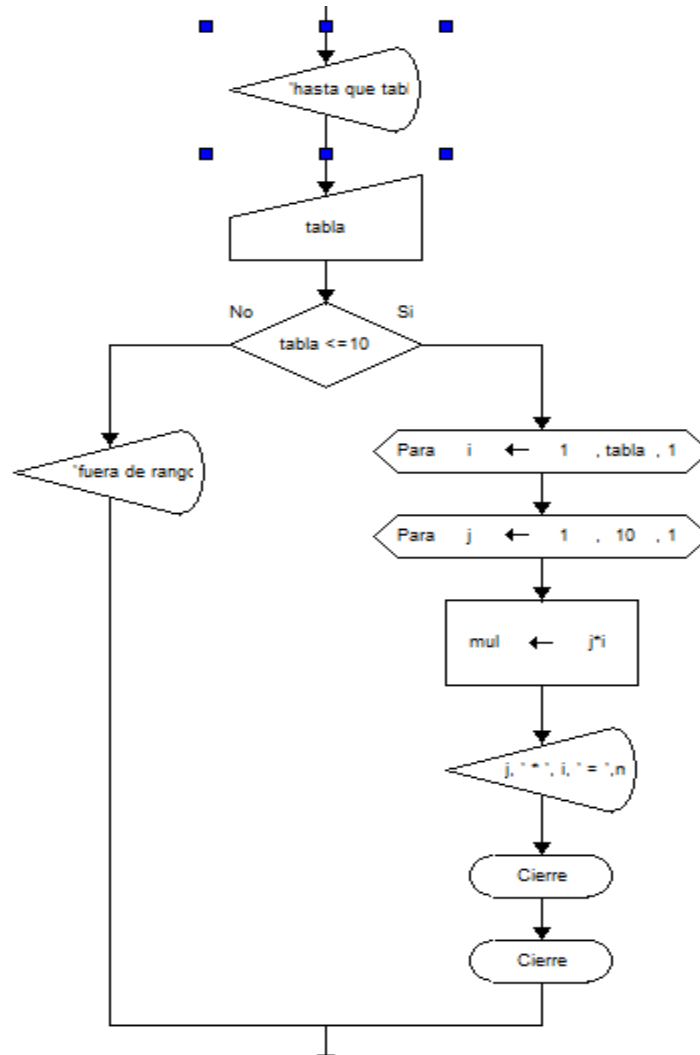 'hasta que tabl
tabla
No Si
tabla <=10
Para i ← 1 , tabla , 1
'fuera de rango
Para j ← 1 , 10 , 1
mul ← j*i
j, ' * ', i, ' = ',n
Cierre
Cierre